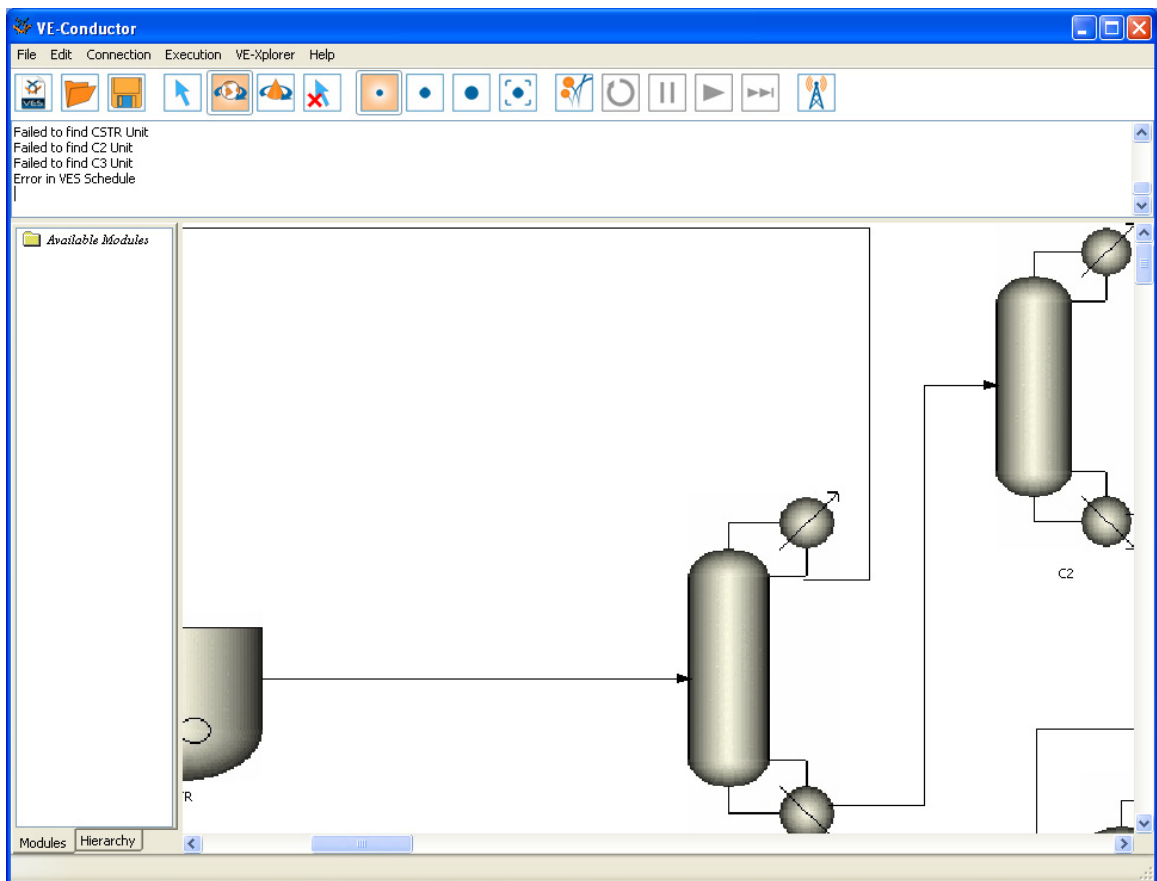 VE-Conductor
File Edit Connection Execution VE-Xplorer Help
VES
Failed to find CSTR Unit
Failed to find C2 Unit
Failed to find C3 Unit
Error in VES Schedule
Available Modules
C2
TR
Modules Hierarchy